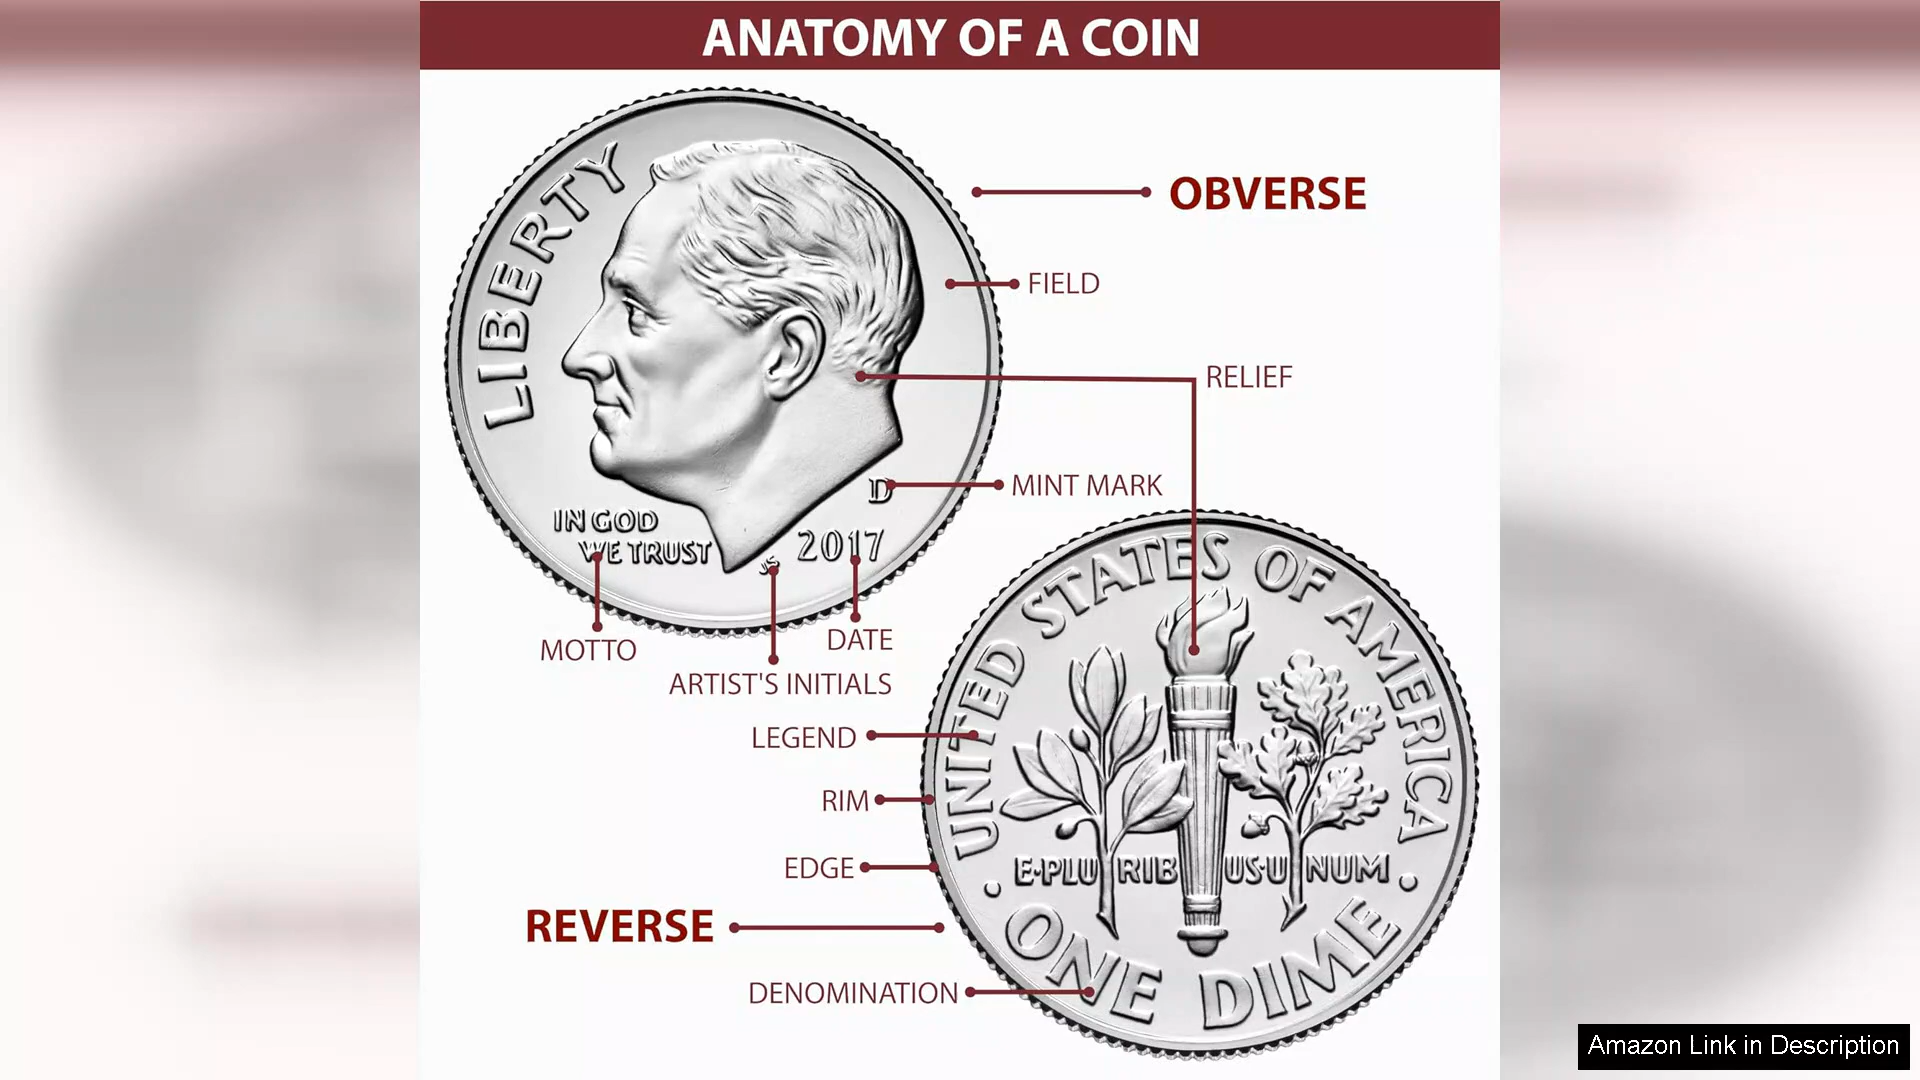 ANATOMY OF A COIN
LIBERTY
OBVERSE
FIELD
RELIEF
D
MINT MARK
IN GOD
WE TRUST
JS
2017
MOTTO
DATE
ARTIST'S INITIALS
UNITED STATES OF AMERICA
LEGEND
RIM
EDGE
E·PLU RIB US·U NUM
REVERSE
ONE DIME
DENOMINATION
Amazon Link in Description